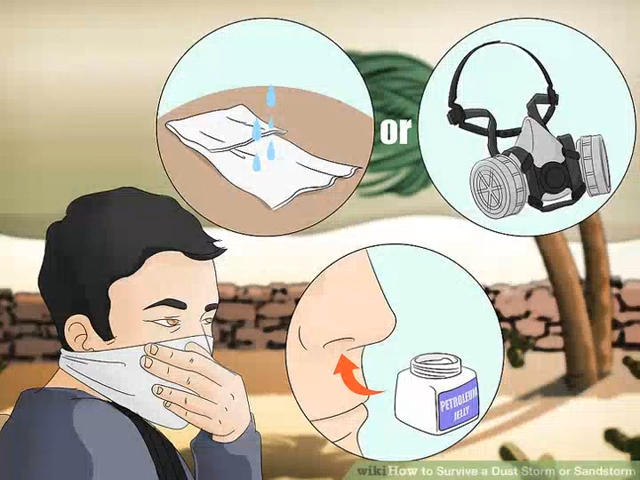 or
PETROLEUM
JELLY
wikiHow to Survive a Dust Storm or Sandstorm